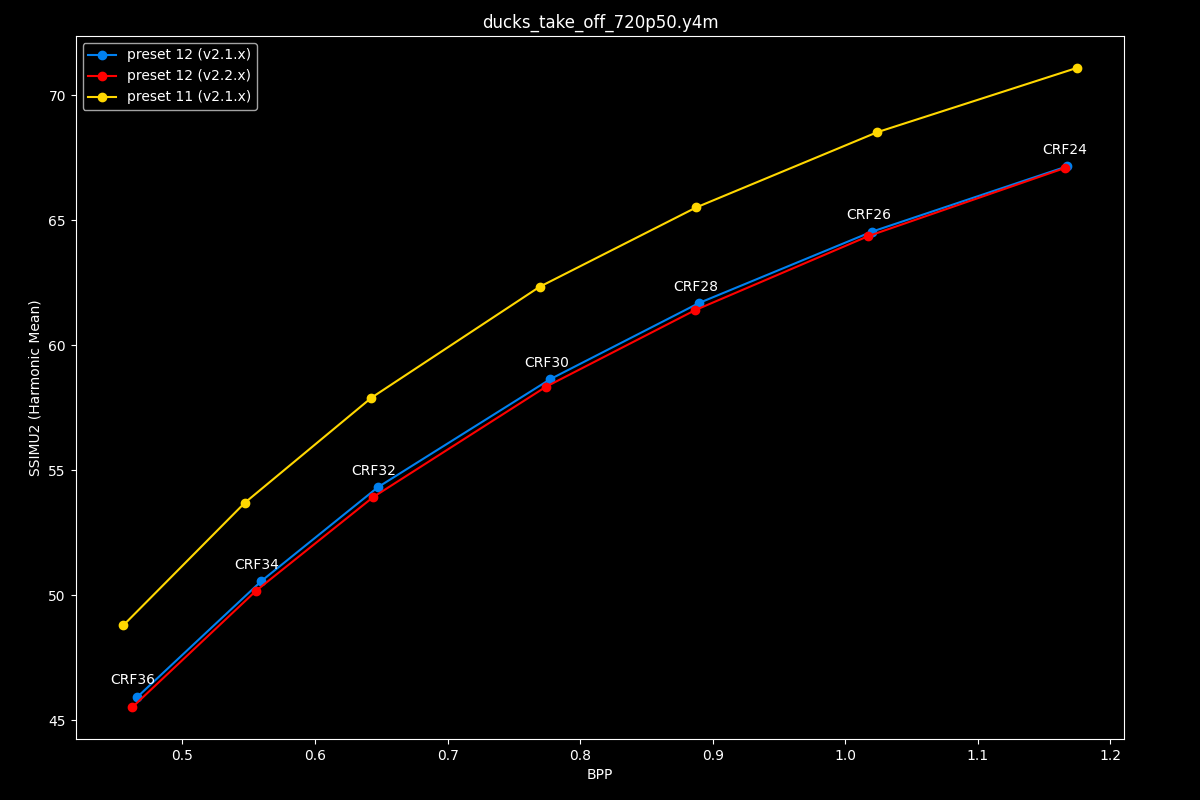 ducks_take_off_720p50.y4m
preset 12 (v2.1.x)
preset 12 (v2.2.x)
preset 11 (v2.1.x)
70
65
60
55
50
45
SSIMU2 (Harmonic Mean)
CRF24
CRF26
CRF28
CRF30
CRF32
CRF34
CRF36
0.5 0.6 0.7 0.8 0.9 1.0 1.1 1.2
BPP